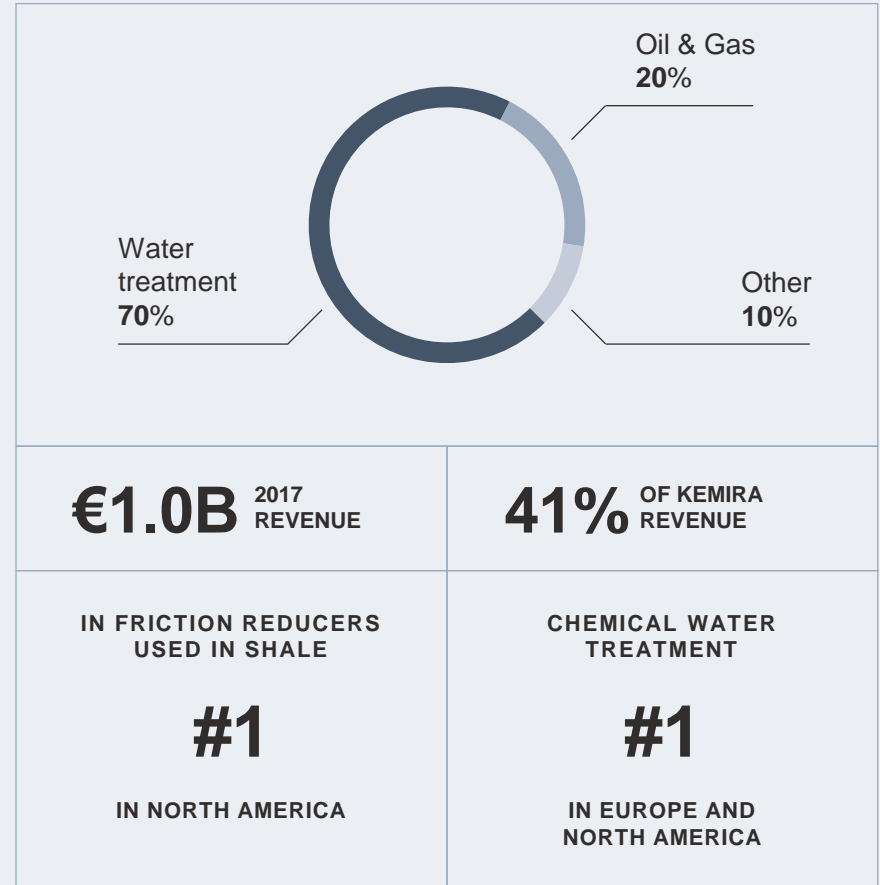 Oil & Gas
20%
Water
treatment
70%
Other
10%
€1.0B 2017
REVENUE
41% OF KEMIRA
REVENUE
IN FRICTION REDUCERS
USED IN SHALE
#1
IN NORTH AMERICA
CHEMICAL WATER
TREATMENT
#1
IN EUROPE AND
NORTH AMERICA